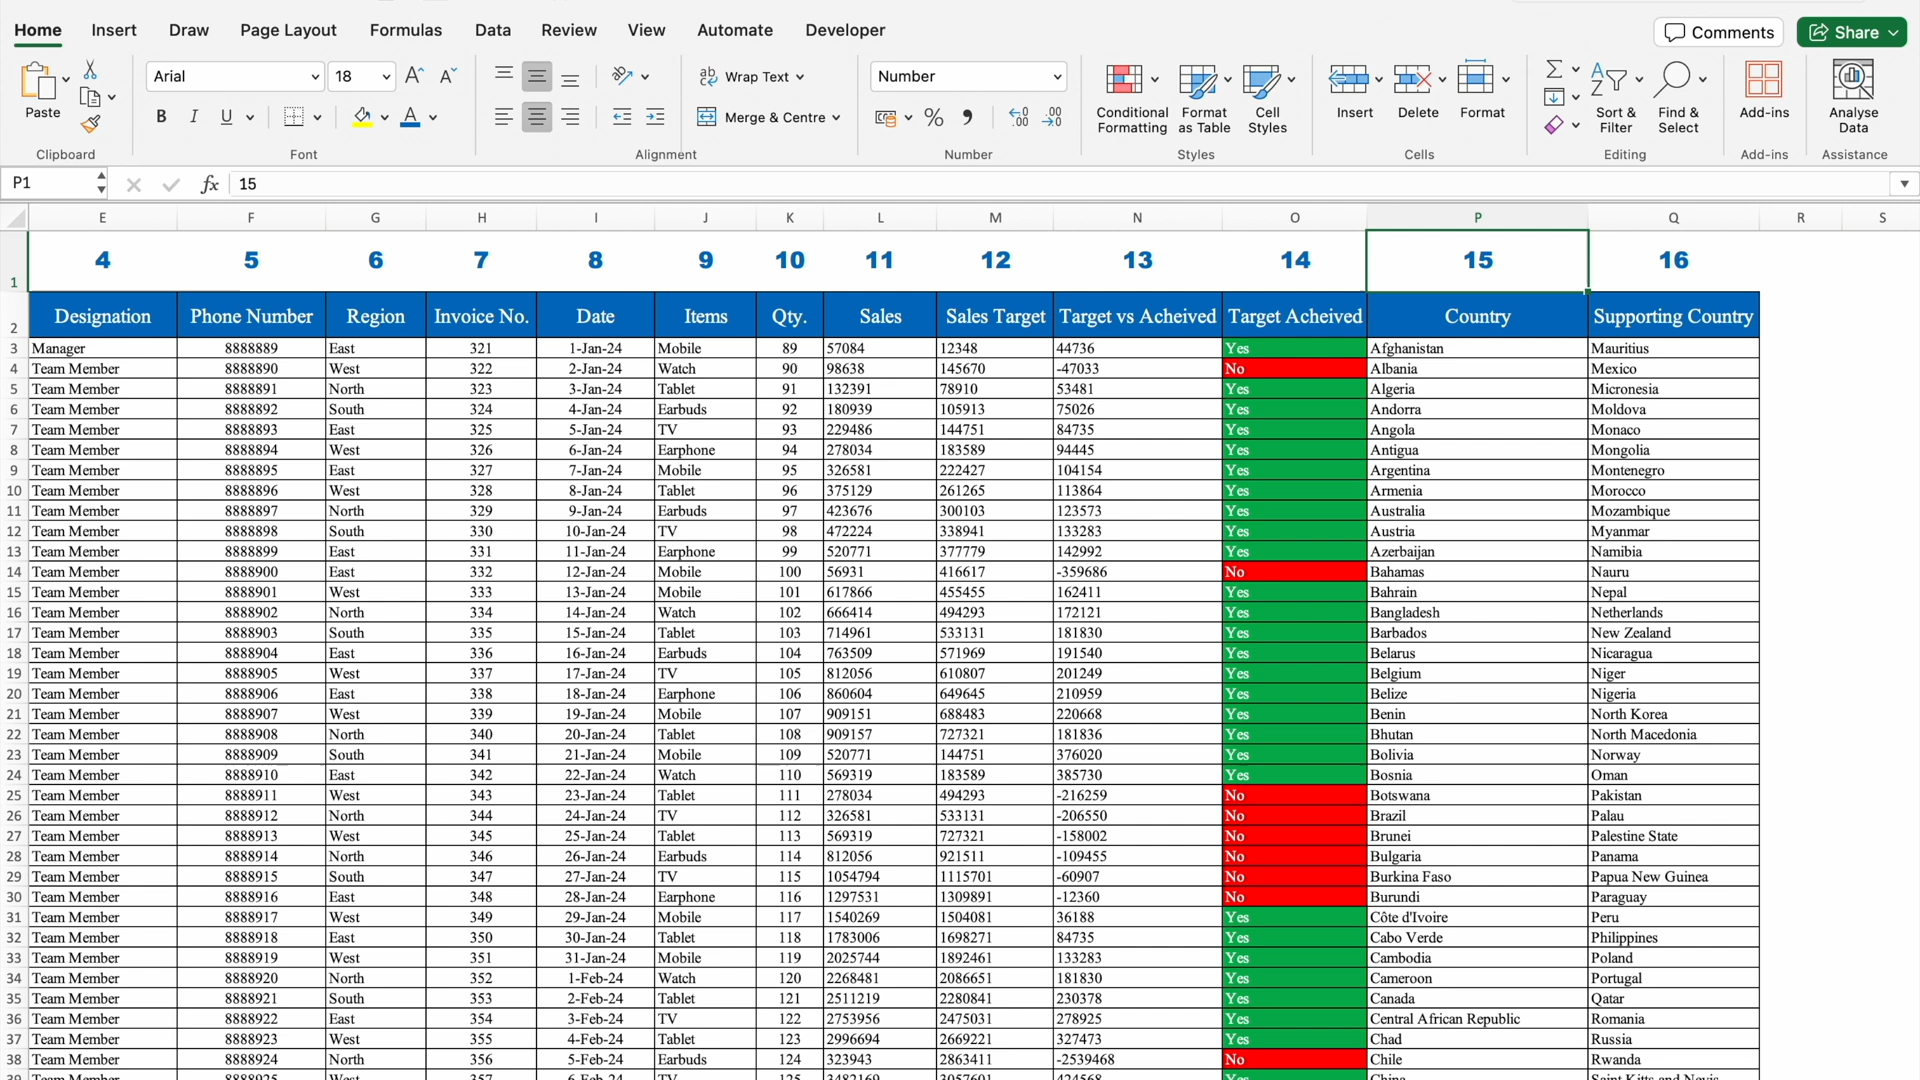 Home Insert Draw Page Layout Formulas Data Review View Automate Developer Comments Share
Arial 18 A^ A˅ ab Wrap Text Number
Paste B I U A Merge & Centre % , Conditional Formatting Format as Table Cell Styles Insert Delete Format Sort & Filter Find & Select Add-ins Analyse Data
Clipboard Font Alignment Number Styles Cells Editing Add-ins Assistance
P1 fx 15
E F G H I J K L M N O P Q R S
1 4 5 6 7 8 9 10 11 12 13 14 15 16
2 Designation Phone Number Region Invoice No. Date Items Qty. Sales Sales Target Target vs Acheived Target Acheived Country Supporting Country
3 Manager 8888889 East 321 1-Jan-24 Mobile 89 57084 12348 44736 Yes Afghanistan Mauritius
4 Team Member 8888890 West 322 2-Jan-24 Watch 90 98638 145670 -47033 No Albania Mexico
5 Team Member 8888891 North 323 3-Jan-24 Tablet 91 132391 78910 53481 Yes Algeria Micronesia
6 Team Member 8888892 South 324 4-Jan-24 Earbuds 92 180939 105913 75026 Yes Andorra Moldova
7 Team Member 8888893 East 325 5-Jan-24 TV 93 229486 144751 84735 Yes Angola Monaco
8 Team Member 8888894 West 326 6-Jan-24 Earphone 94 278034 183589 94445 Yes Antigua Mongolia
9 Team Member 8888895 East 327 7-Jan-24 Mobile 95 326581 222427 104154 Yes Argentina Montenegro
10 Team Member 8888896 West 328 8-Jan-24 Tablet 96 375129 261265 113864 Yes Armenia Morocco
11 Team Member 8888897 North 329 9-Jan-24 Earbuds 97 423676 300103 123573 Yes Australia Mozambique
12 Team Member 8888898 South 330 10-Jan-24 TV 98 472224 338941 133283 Yes Austria Myanmar
13 Team Member 8888899 East 331 11-Jan-24 Earphone 99 520771 377779 142992 Yes Azerbaijan Namibia
14 Team Member 8888900 East 332 12-Jan-24 Mobile 100 56931 416617 -359686 No Bahamas Nauru
15 Team Member 8888901 West 333 13-Jan-24 Mobile 101 617866 455455 162411 Yes Bahrain Nepal
16 Team Member 8888902 North 334 14-Jan-24 Watch 102 666414 494293 172121 Yes Bangladesh Netherlands
17 Team Member 8888903 South 335 15-Jan-24 Tablet 103 714961 533131 181830 Yes Barbados New Zealand
18 Team Member 8888904 East 336 16-Jan-24 Earbuds 104 763509 571969 191540 Yes Belarus Nicaragua
19 Team Member 8888905 West 337 17-Jan-24 TV 105 812056 610807 201249 Yes Belgium Niger
20 Team Member 8888906 East 338 18-Jan-24 Earphone 106 860604 649645 210959 Yes Belize Nigeria
21 Team Member 8888907 West 339 19-Jan-24 Mobile 107 909151 688483 220668 Yes Benin North Korea
22 Team Member 8888908 North 340 20-Jan-24 Tablet 108 909157 727321 181836 Yes Bhutan North Macedonia
23 Team Member 8888909 South 341 21-Jan-24 Mobile 109 520771 144751 376020 Yes Bolivia Norway
24 Team Member 8888910 East 342 22-Jan-24 Watch 110 569319 183589 385730 Yes Bosnia Oman
25 Team Member 8888911 West 343 23-Jan-24 Tablet 111 278034 494293 -216259 No Botswana Pakistan
26 Team Member 8888912 North 344 24-Jan-24 TV 112 326581 533131 -206550 No Brazil Palau
27 Team Member 8888913 West 345 25-Jan-24 Tablet 113 569319 727321 -158002 No Brunei Palestine State
28 Team Member 8888914 North 346 26-Jan-24 Earbuds 114 812056 921511 -109455 No Bulgaria Panama
29 Team Member 8888915 South 347 27-Jan-24 TV 115 1054794 1115701 -60907 No Burkina Faso Papua New Guinea
30 Team Member 8888916 East 348 28-Jan-24 Earphone 116 1297531 1309891 -12360 No Burundi Paraguay
31 Team Member 8888917 West 349 29-Jan-24 Mobile 117 1540269 1504081 36188 Yes Côte d'Ivoire Peru
32 Team Member 8888918 East 350 30-Jan-24 Tablet 118 1783006 1698271 84735 Yes Cabo Verde Philippines
33 Team Member 8888919 West 351 31-Jan-24 Mobile 119 2025744 1892461 133283 Yes Cambodia Poland
34 Team Member 8888920 North 352 1-Feb-24 Watch 120 2268481 2086651 181830 Yes Cameroon Portugal
35 Team Member 8888921 South 353 2-Feb-24 Tablet 121 2511219 2280841 230378 Yes Canada Qatar
36 Team Member 8888922 East 354 3-Feb-24 TV 122 2753956 2475031 278925 Yes Central African Republic Romania
37 Team Member 8888923 West 355 4-Feb-24 Tablet 123 2996694 2669221 327473 Yes Chad Russia
38 Team Member 8888924 North 356 5-Feb-24 Earbuds 124 323943 2863411 -2539468 No Chile Rwanda
39 Team Member 8888925 West 357 6-Feb-24 TV 125 3482169 3057601 424568 Yes China Saint Kitts and Nevis